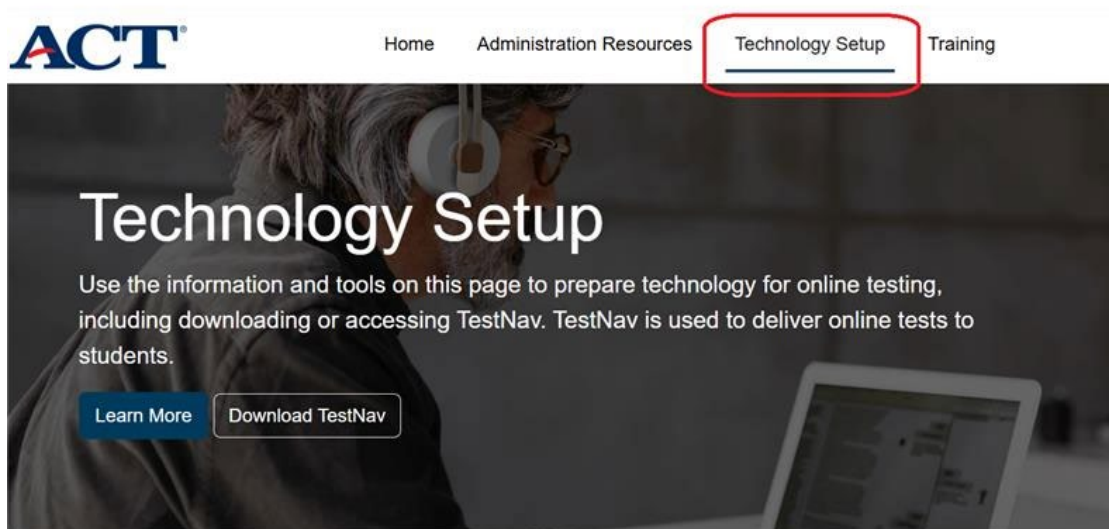 ACT®
Home Administration Resources Technology Setup Training
Technology Setup
Use the information and tools on this page to prepare technology for online testing,
including downloading or accessing TestNav. TestNav is used to deliver online tests to
students.
Learn More Download TestNav